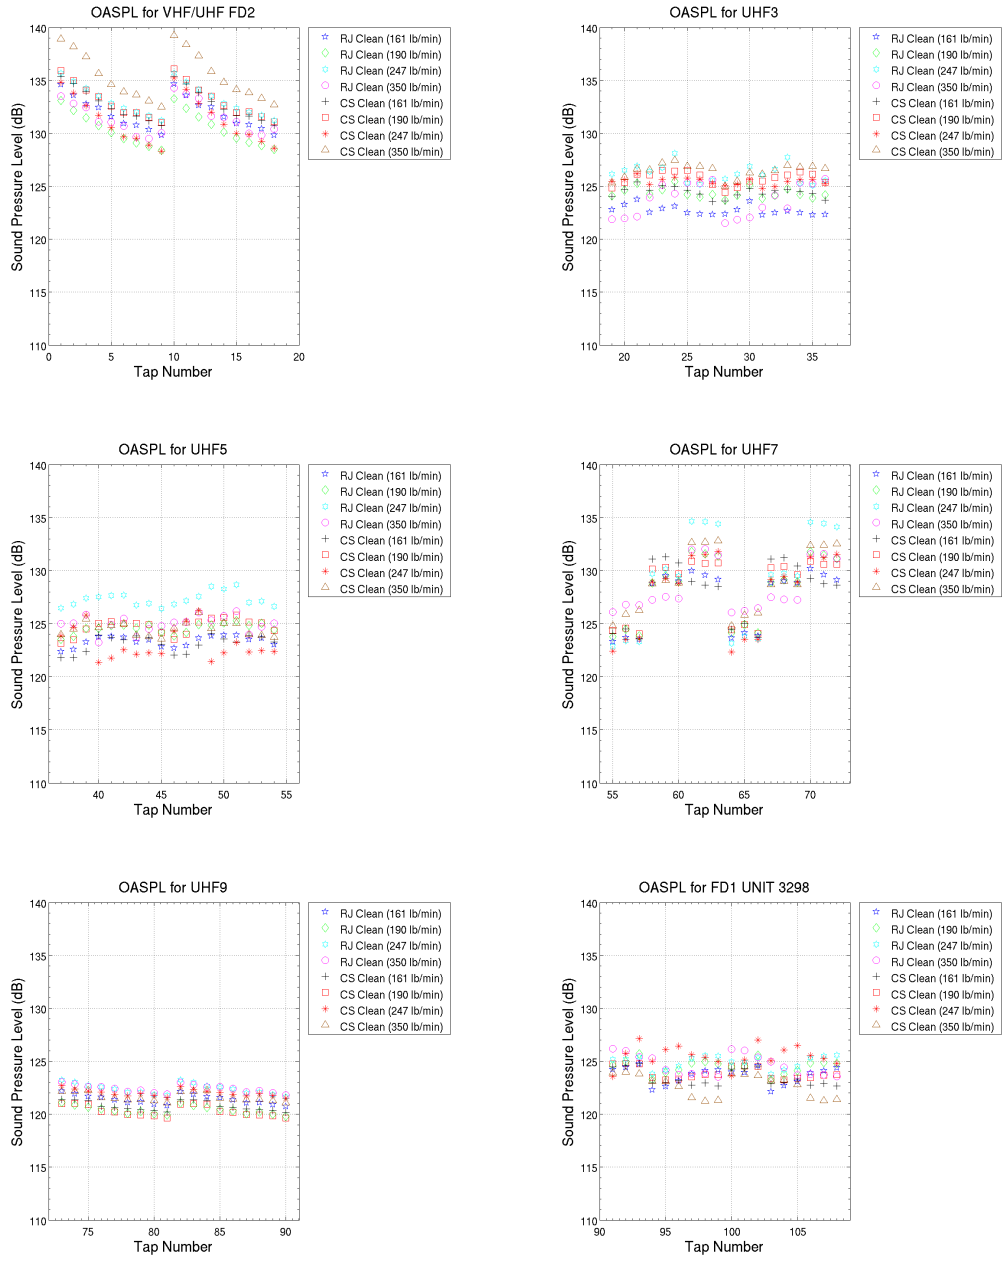 OASPL for VHF/UHF FD2
140
135
130
125
120
115
110
0
5
10
15
20
Sound Pressure Level (dB)
Tap Number
RJ Clean (161 lb/min)
RJ Clean (190 lb/min)
RJ Clean (247 lb/min)
RJ Clean (350 lb/min)
CS Clean (161 lb/min)
CS Clean (190 lb/min)
CS Clean (247 lb/min)
CS Clean (350 lb/min)
OASPL for UHF3
140
135
130
125
120
115
110
20
25
30
35
Sound Pressure Level (dB)
Tap Number
RJ Clean (161 lb/min)
RJ Clean (190 lb/min)
RJ Clean (247 lb/min)
RJ Clean (350 lb/min)
CS Clean (161 lb/min)
CS Clean (190 lb/min)
CS Clean (247 lb/min)
CS Clean (350 lb/min)
OASPL for UHF5
140
135
130
125
120
115
110
40
45
50
55
Sound Pressure Level (dB)
Tap Number
RJ Clean (161 lb/min)
RJ Clean (190 lb/min)
RJ Clean (247 lb/min)
RJ Clean (350 lb/min)
CS Clean (161 lb/min)
CS Clean (190 lb/min)
CS Clean (247 lb/min)
CS Clean (350 lb/min)
OASPL for UHF7
140
135
130
125
120
115
110
55
60
65
70
Sound Pressure Level (dB)
Tap Number
RJ Clean (161 lb/min)
RJ Clean (190 lb/min)
RJ Clean (247 lb/min)
RJ Clean (350 lb/min)
CS Clean (161 lb/min)
CS Clean (190 lb/min)
CS Clean (247 lb/min)
CS Clean (350 lb/min)
OASPL for UHF9
140
135
130
125
120
115
110
75
80
85
90
Sound Pressure Level (dB)
Tap Number
RJ Clean (161 lb/min)
RJ Clean (190 lb/min)
RJ Clean (247 lb/min)
RJ Clean (350 lb/min)
CS Clean (161 lb/min)
CS Clean (190 lb/min)
CS Clean (247 lb/min)
CS Clean (350 lb/min)
OASPL for FD1 UNIT 3298
140
135
130
125
120
115
110
90
95
100
105
Sound Pressure Level (dB)
Tap Number
RJ Clean (161 lb/min)
RJ Clean (190 lb/min)
RJ Clean (247 lb/min)
RJ Clean (350 lb/min)
CS Clean (161 lb/min)
CS Clean (190 lb/min)
CS Clean (247 lb/min)
CS Clean (350 lb/min)